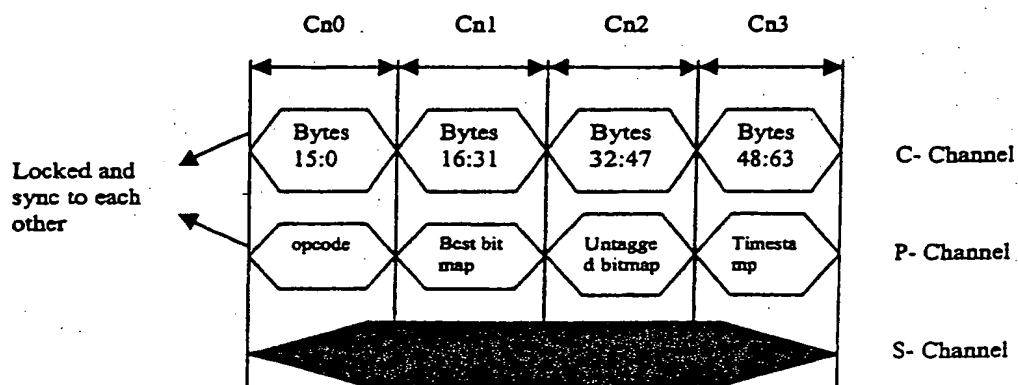 Cn0 Cn1 Cn2 Cn3
Bytes Bytes Bytes Bytes
15:0 16:31 32:47 48:63
C- Channel
Locked and
sync to each
other
opcode Bcst bit Untagge Timesta
map d bitmap mp
P- Channel
S- Channel